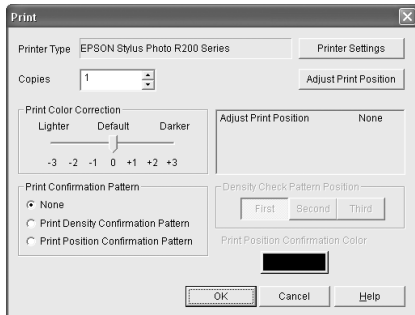 Print
Printer Type EPSON Stylus Photo R200 Series Printer Settings
Copies 1 Adjust Print Position
Print Color Correction
Lighter Default Darker
-3 -2 -1 0 +1 +2 +3
Adjust Print Position None
Print Confirmation Pattern
None
Print Density Confirmation Pattern
Print Position Confirmation Pattern
Density Check Pattern Position
First Second Third
Print Position Confirmation Color
OK Cancel Help